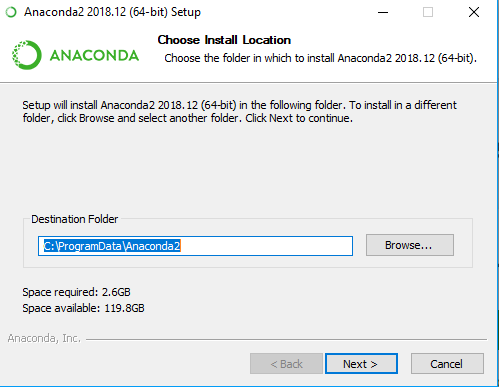 Anaconda2 2018.12 (64-bit) Setup
ANACONDA
Choose Install Location
Choose the folder in which to install Anaconda2 2018.12 (64-bit).
Setup will install Anaconda2 2018.12 (64-bit) in the following folder. To install in a different
folder, click Browse and select another folder. Click Next to continue.
Destination Folder
C:\ProgramData\Anaconda2
Browse...
Space required: 2.6GB
Space available: 119.8GB
Anaconda, Inc.
< Back
Next >
Cancel